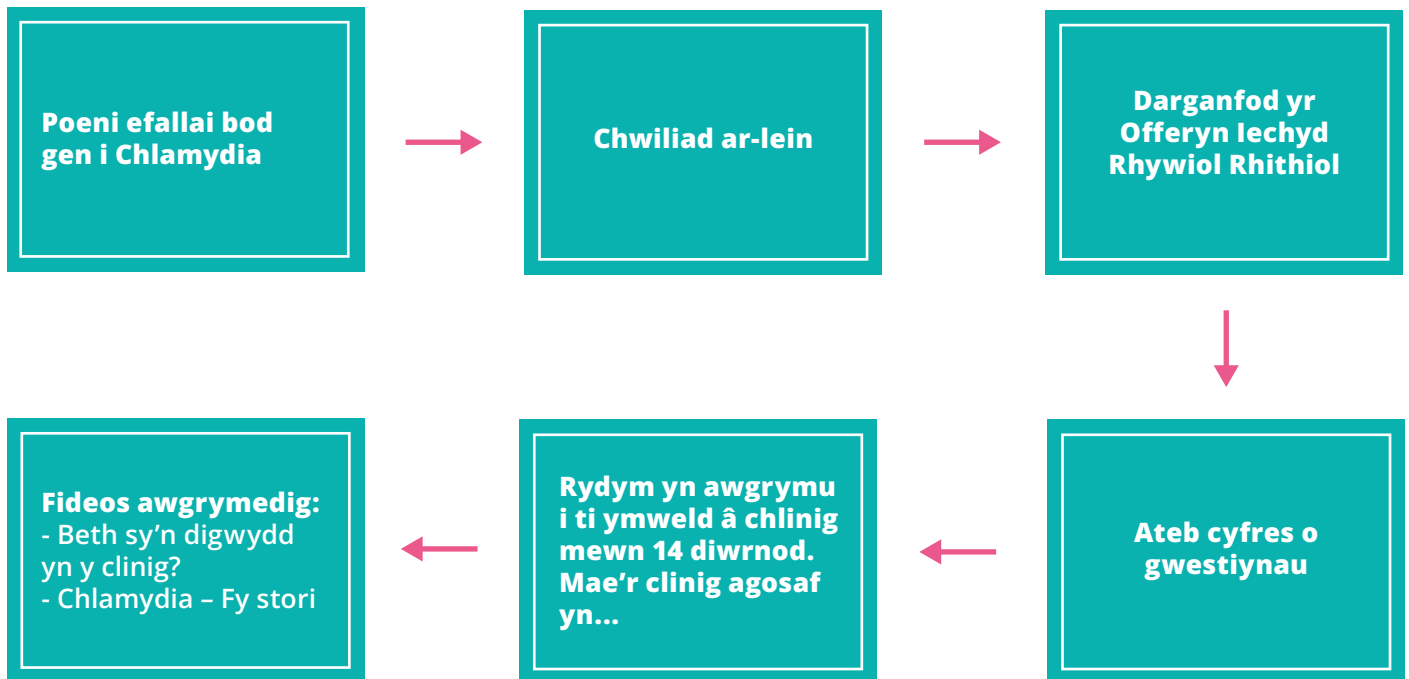 Poeni efallai bod
gen i Chlamydia
Chwiliad ar-lein
Darganfod yr
Offeryn Iechyd
Rhywiol Rhithiol
Ateb cyfres o
gwestiynau
Rydym yn awgrymu
i ti ymweld â chlinig
mewn 14 diwrnod.
Mae'r clinig agosaf
yn...
Fideos awgrymedig:
- Beth sy'n digwydd
yn y clinig?
- Chlamydia – Fy stori